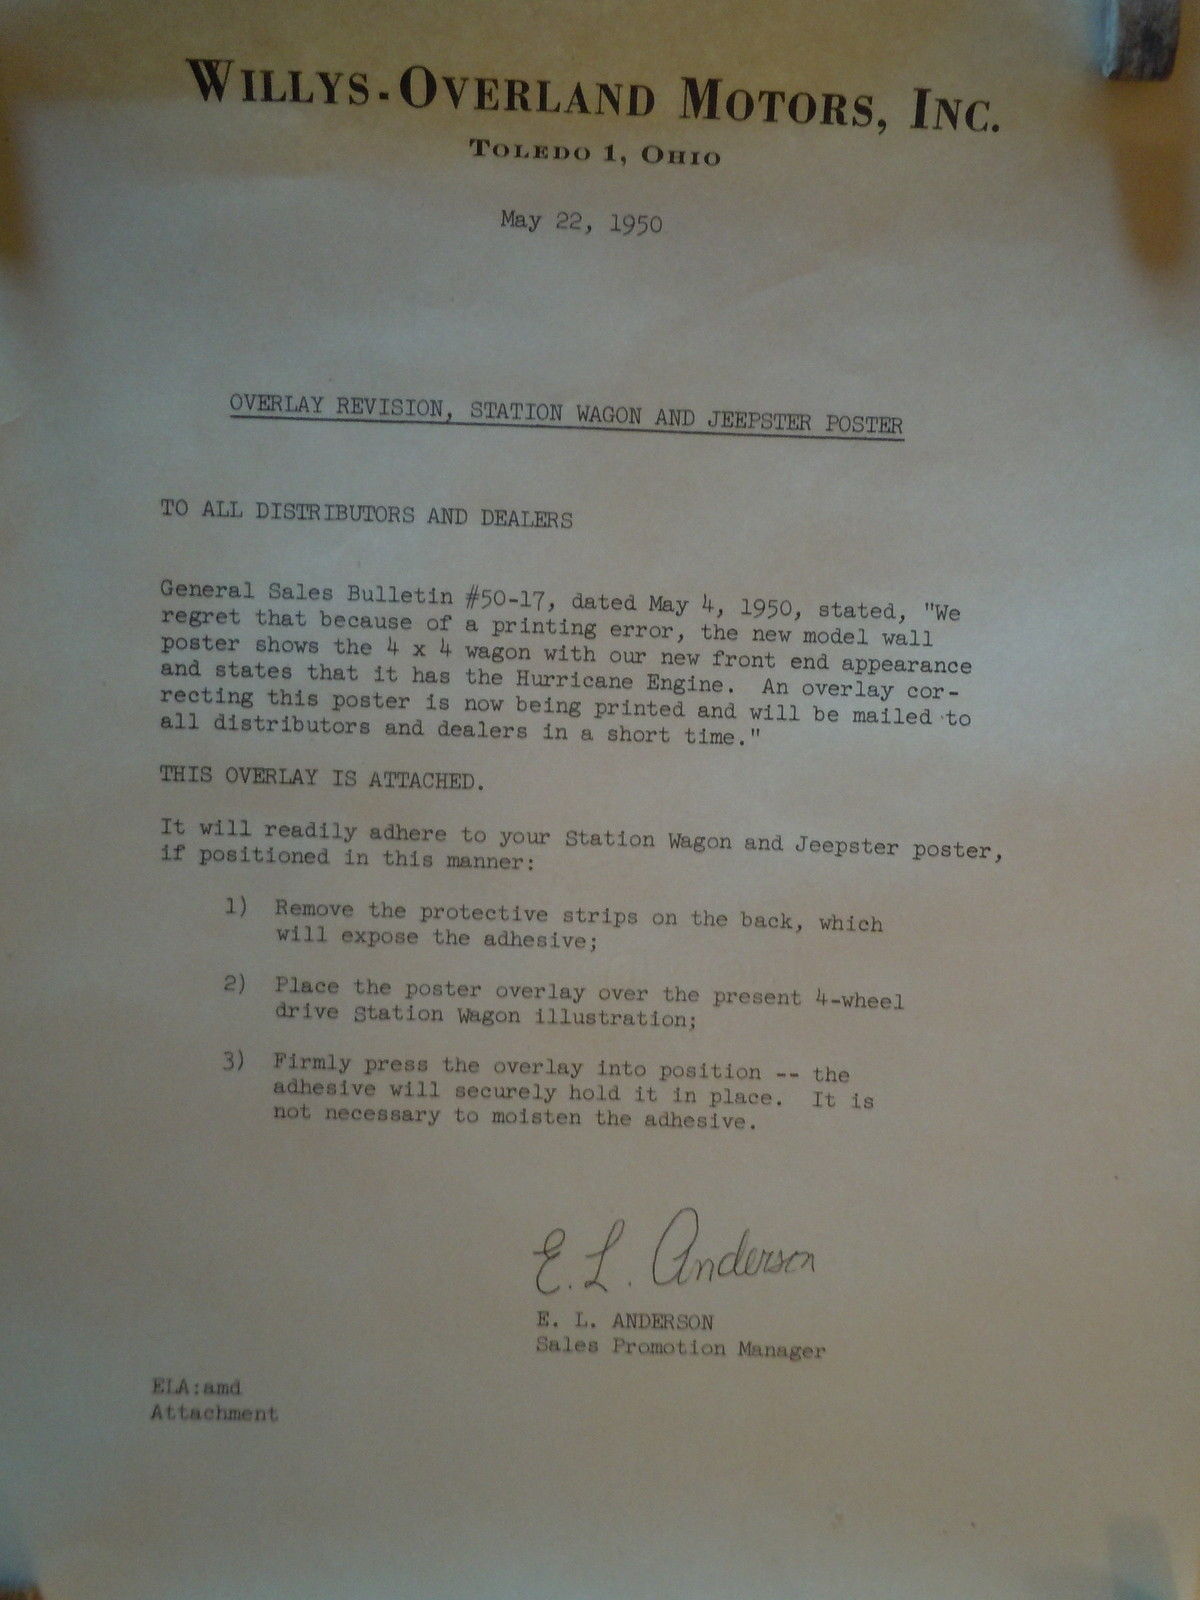 WILLYS-OVERLAND MOTORS, INC.
TOLEDO 1, OHIO
May 22, 1950
OVERLAY REVISION, STATION WAGON AND JEEPSTER POSTER
TO ALL DISTRIBUTORS AND DEALERS
General Sales Bulletin #50-17, dated May 4, 1950, stated, "We
regret that because of a printing error, the new model wall
poster shows the 4 x 4 wagon with our new front end appearance
and states that it has the Hurricane Engine.  An overlay cor-
recting this poster is now being printed and will be mailed to
all distributors and dealers in a short time."
THIS OVERLAY IS ATTACHED.
It will readily adhere to your Station Wagon and Jeepster poster,
if positioned in this manner:
1) Remove the protective strips on the back, which
will expose the adhesive;
2) Place the poster overlay over the present 4-wheel
drive Station Wagon illustration;
3) Firmly press the overlay into position -- the
adhesive will securely hold it in place.  It is
not necessary to moisten the adhesive.
E. L. Anderson
E. L. ANDERSON
Sales Promotion Manager
ELA:amd
Attachment